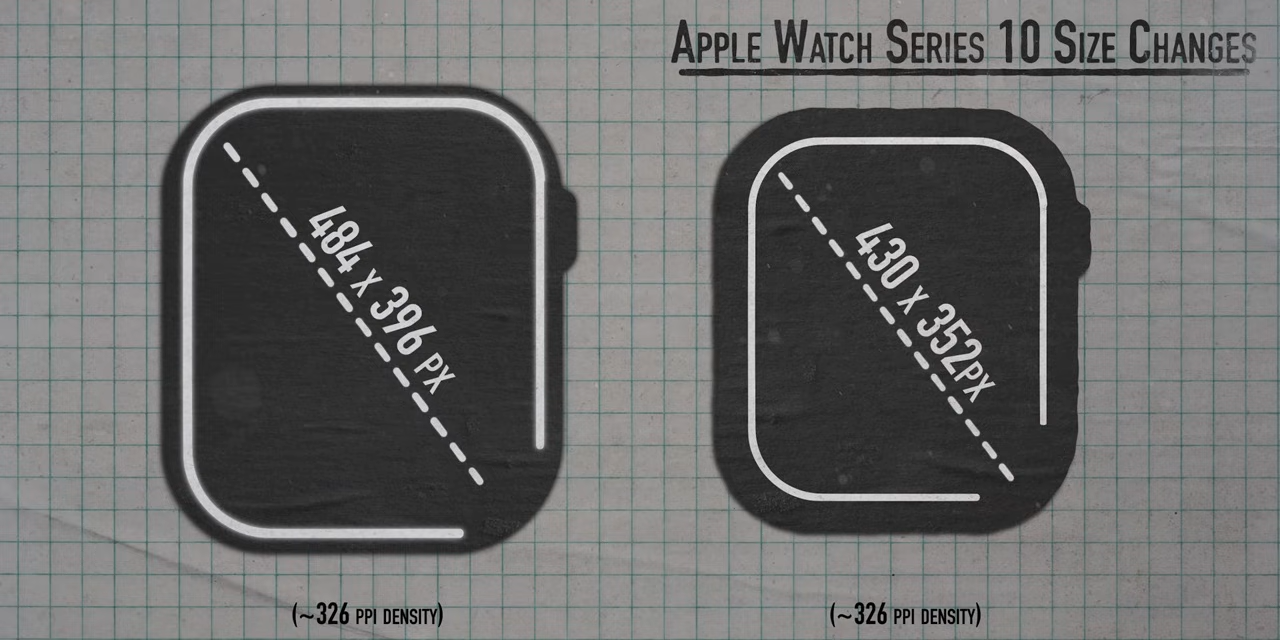 Apple Watch Series 10 Size Changes
484 x 396 px
430 x 352px
(~326 ppi density)
(~326 ppi density)